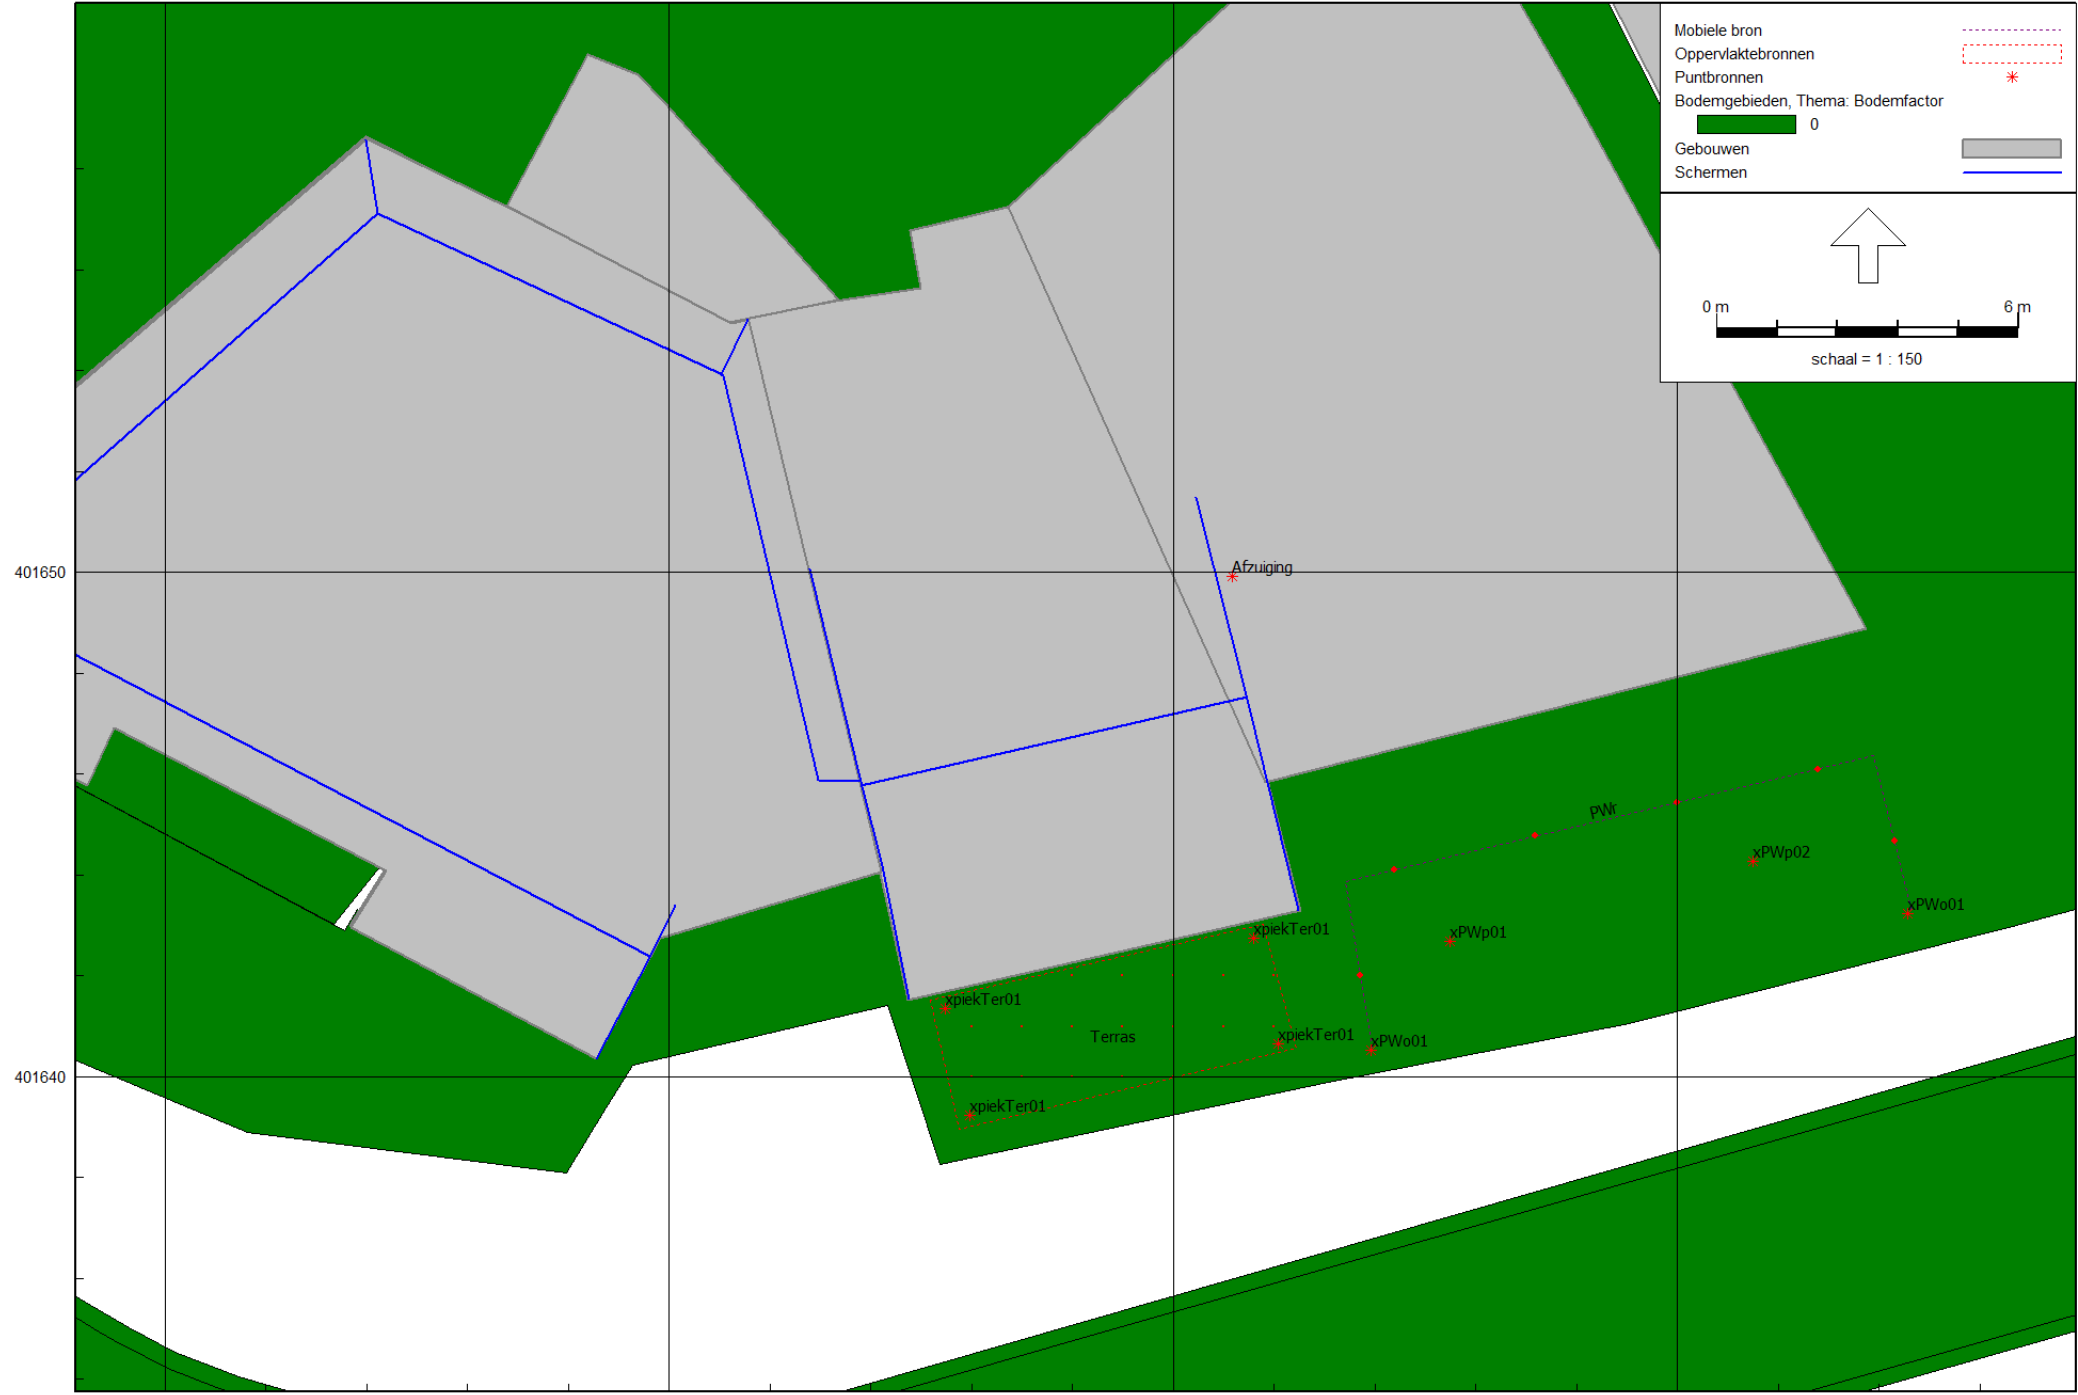 Mobiele bron
Oppervlaktebronnen
Puntbronnen
Bodemgebieden, Thema: Bodemfactor
0
Gebouwen
Schermen
0 m 6 m
schaal = 1 : 150
401650
Afzuiging
PWr
xPWp02
xPWo01
xpiekTer01
xPWp01
xpiekTer01
Terras
xpiekTer01
xPWo01
401640
xpiekTer01